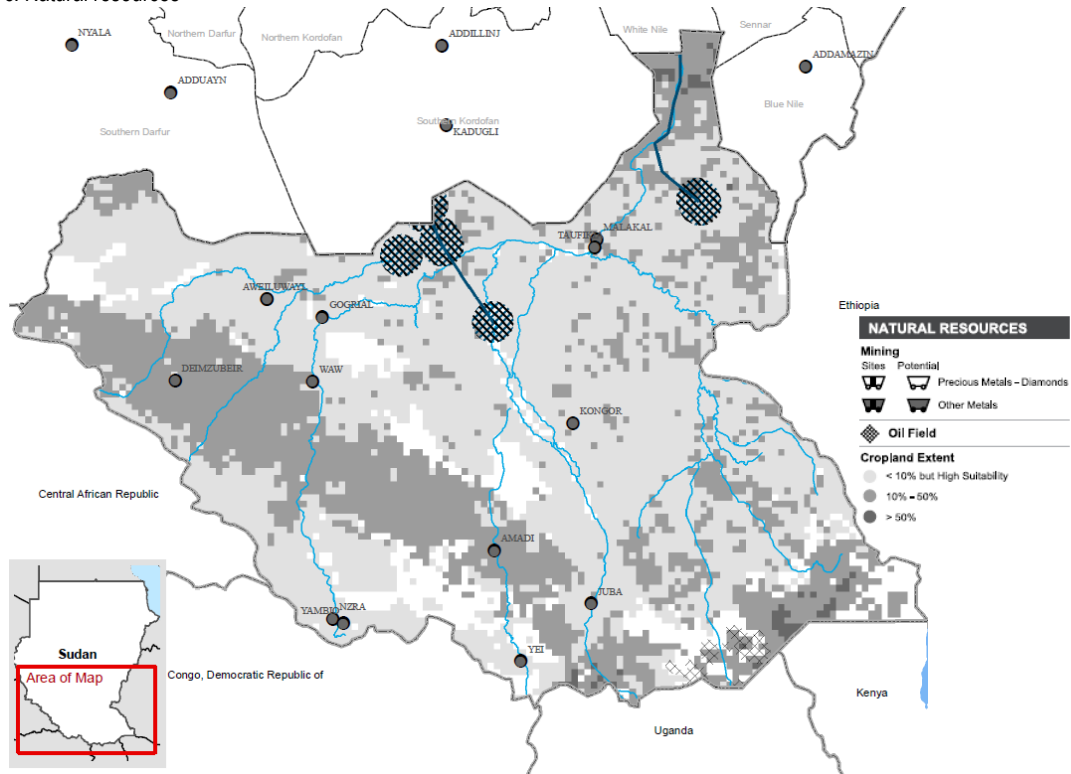 NYALA
Northern Darfur
Northern Kordofan
ADDILLINJ
White Nile
Sennar
ADDUAYN
ADDAMAZIN
Southern Darfur
Southern Kordofan
KADUGLI
Blue Nile
MALAKAL
AWEILUWAYL
GOGRIAL
Ethiopia
DEIMZUBEIR
WAW
KONGOR
Central African Republic
AMADI
JUBA
YAMBIO
NZRA
YEI
Congo, Democratic Republic of
Kenya
Uganda
NATURAL RESOURCES
Mining
Sites Potential
Precious Metals – Diamonds
Other Metals
Oil Field
Cropland Extent
< 10% but High Suitability
10% – 50%
> 50%
Sudan
Area of Map